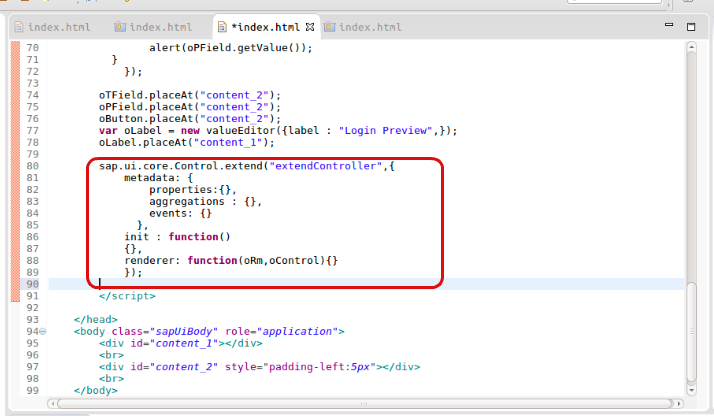 index.html index.html *index.html index.html
70 alert(oPField.getValue());
71 }
72 });
73
74 oTField.placeAt("content_2");
75 oPField.placeAt("content_2");
76 oButton.placeAt("content_2");
77 var oLabel = new valueEditor({label : "Login Preview",});
78 oLabel.placeAt("content_1");
79
80 sap.ui.core.Control.extend("extendController",{
81 metadata: {
82 properties:{},
83 aggregations : {},
84 events: {}
85 },
86 init : function()
87 {},
88 renderer: function(oRm,oControl){}
89 });
90
91 </script>
92
93 </head>
94 <body class="sapUiBody" role="application">
95 <div id="content_1"></div>
96 <br>
97 <div id="content_2" style="padding-left:5px"></div>
98 <br>
99 </body>